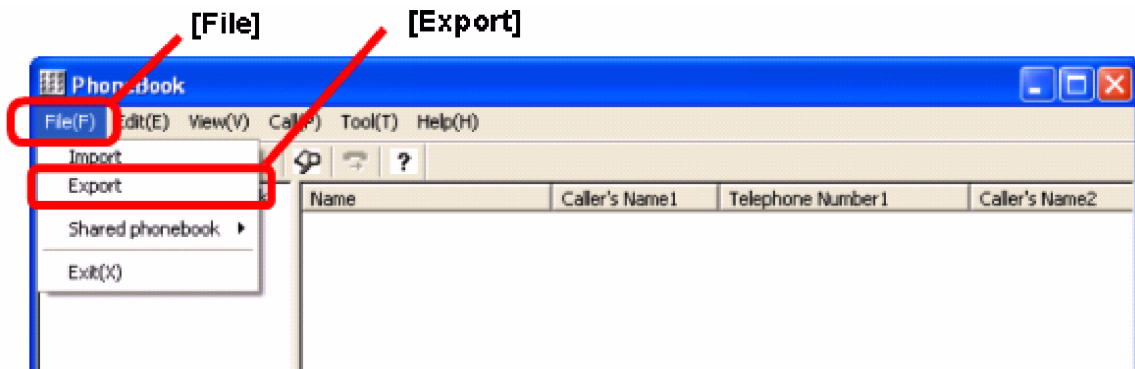 [File] [Export]
PhoneBook
File(F) Edit(E) View(V) Call(P) Tool(T) Help(H)
Import
?
Export
Name Caller's Name1 Telephone Number1 Caller's Name2
Shared phonebook
Exit(X)